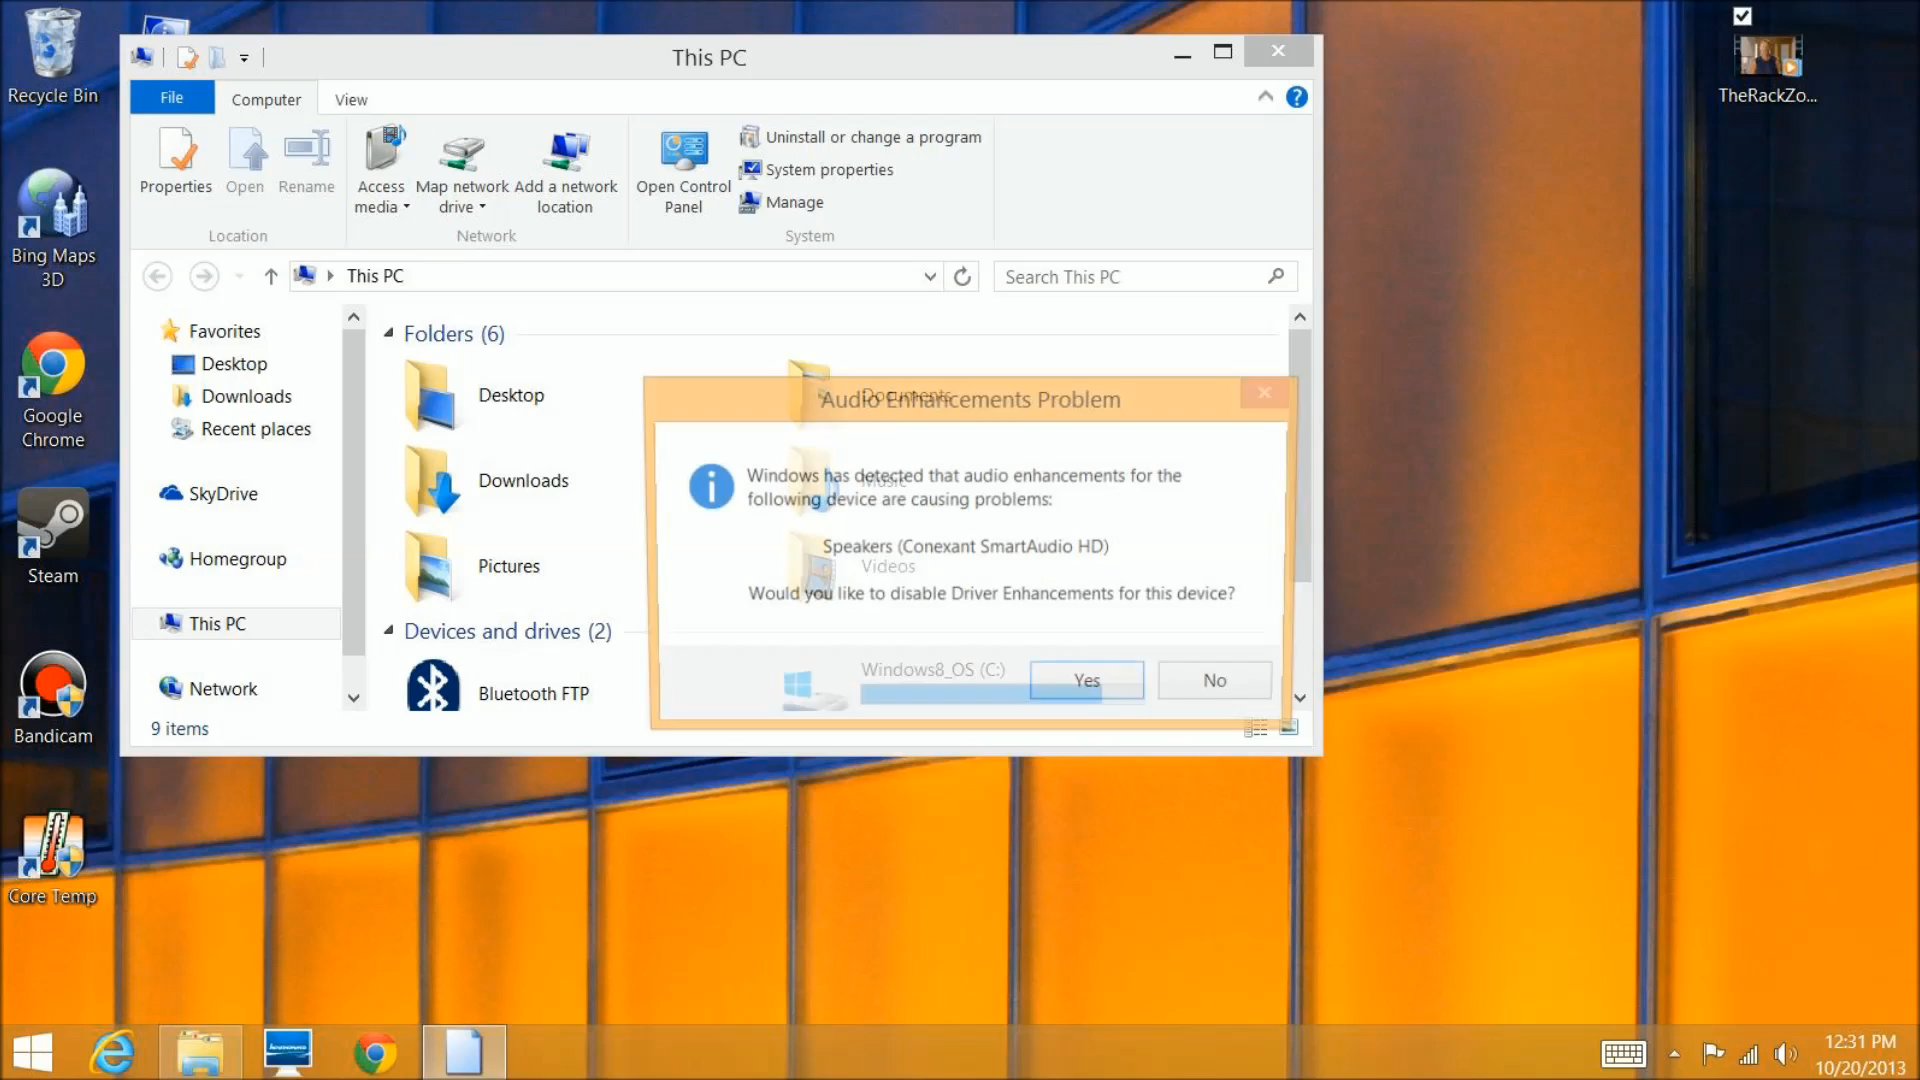 Recycle Bin
Bing Maps
3D
Google
Chrome
Steam
Bandicam
Core Temp
TheRackZo...
This PC
File
Computer
View
Properties
Open
Rename
Access
media
Map network
drive
Add a network
location
Open Control
Panel
Uninstall or change a program
System properties
Manage
Location
Network
System
This PC
Search This PC
Favorites
Desktop
Downloads
Recent places
SkyDrive
Homegroup
This PC
Network
Folders (6)
Desktop
Documents
Downloads
Music
Pictures
Videos
Devices and drives (2)
Bluetooth FTP
Windows8_OS (C:)
9 items
Audio Enhancements Problem
Windows has detected that audio enhancements for the
following device are causing problems:
Speakers (Conexant SmartAudio HD)
Would you like to disable Driver Enhancements for this device?
Yes
No
lenovo
12:31 PM
10/20/2013